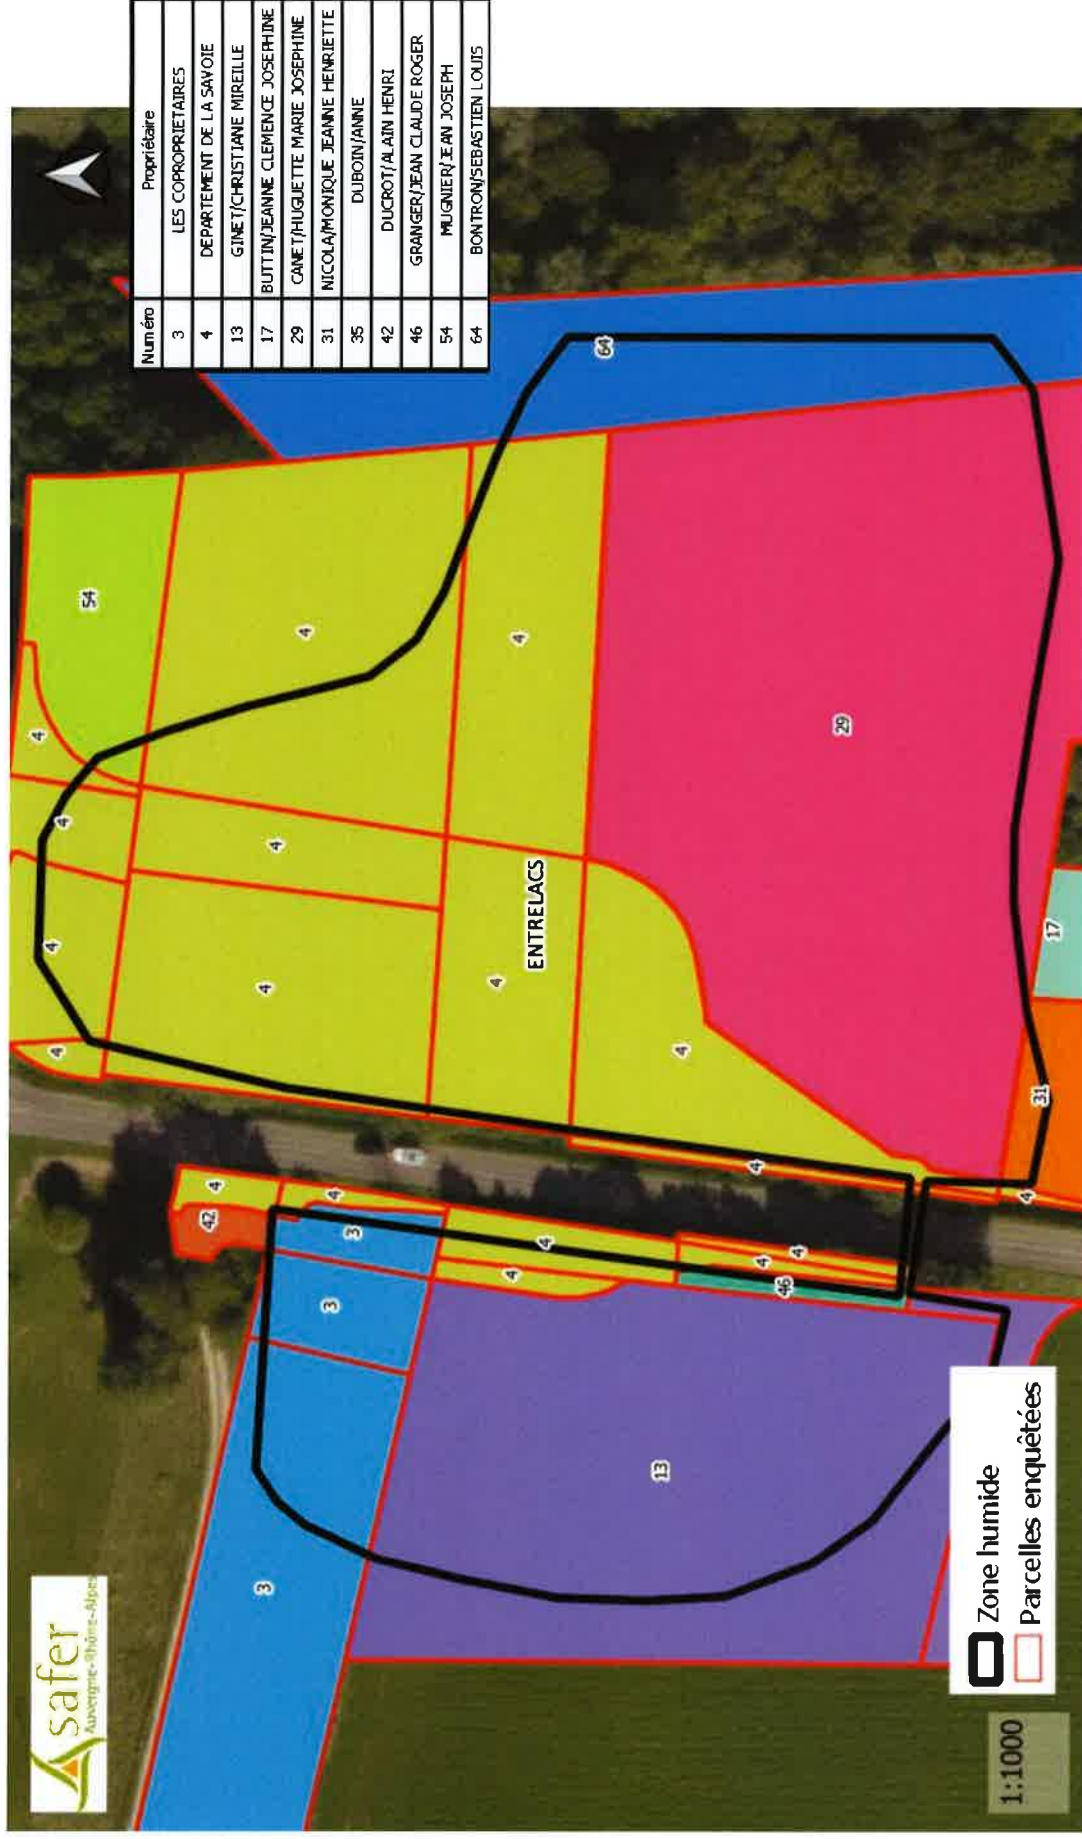 safer
Auvergne-Rhône-Alpes
Numéro Propriétaire
3 LES COPROPRIETAIRES
4 DEPARTEMENT DE LA SAVOIE
13 GINET/CHRISTIANE MIREILLE
17 BUTTIN/JEANNE CLEMENCE JOSEPHINE
29 CANET/HUGUETTE MARIE JOSEPHINE
31 NICOLA/MONIQUE JEANNE HENRIETTE
35 DUBOIN/ANNE
42 DUCROT/ALAIN HENRI
46 GRANGER/JEAN CLAUDE ROGER
54 MUGNIER/JEAN JOSEPH
64 BONTRON/SEBASTIEN LOUIS
4
4
54
4
4
4
42
4
4
3
3
3
4
4
4
4
ENTRELACS
4
4
64
4
4
4
4
46
13
4
29
4
31
17
Zone humide
Parcelles enquêtées
1:1000